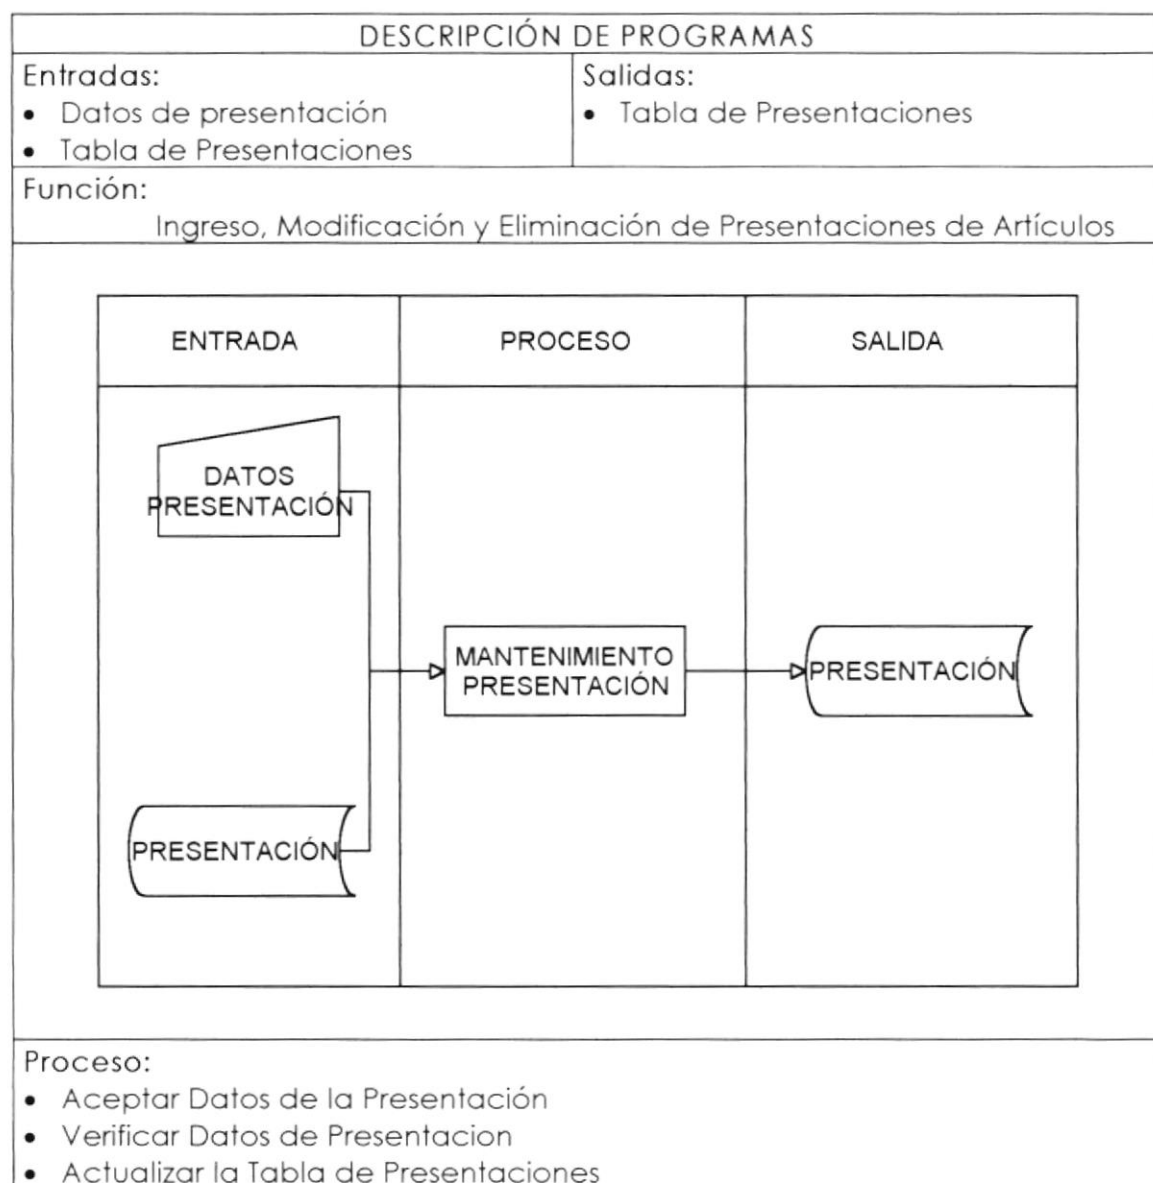 DESCRIPCIÓN DE PROGRAMAS
Entradas:
• Datos de presentación
• Tabla de Presentaciones
Salidas:
• Tabla de Presentaciones
Función:
Ingreso, Modificación y Eliminación de Presentaciones de Artículos
ENTRADA
PROCESO
SALIDA
DATOS
PRESENTACIÓN
MANTENIMIENTO
PRESENTACIÓN
PRESENTACIÓN
PRESENTACIÓN
Proceso:
• Aceptar Datos de la Presentación
• Verificar Datos de Presentacion
• Actualizar la Tabla de Presentaciones